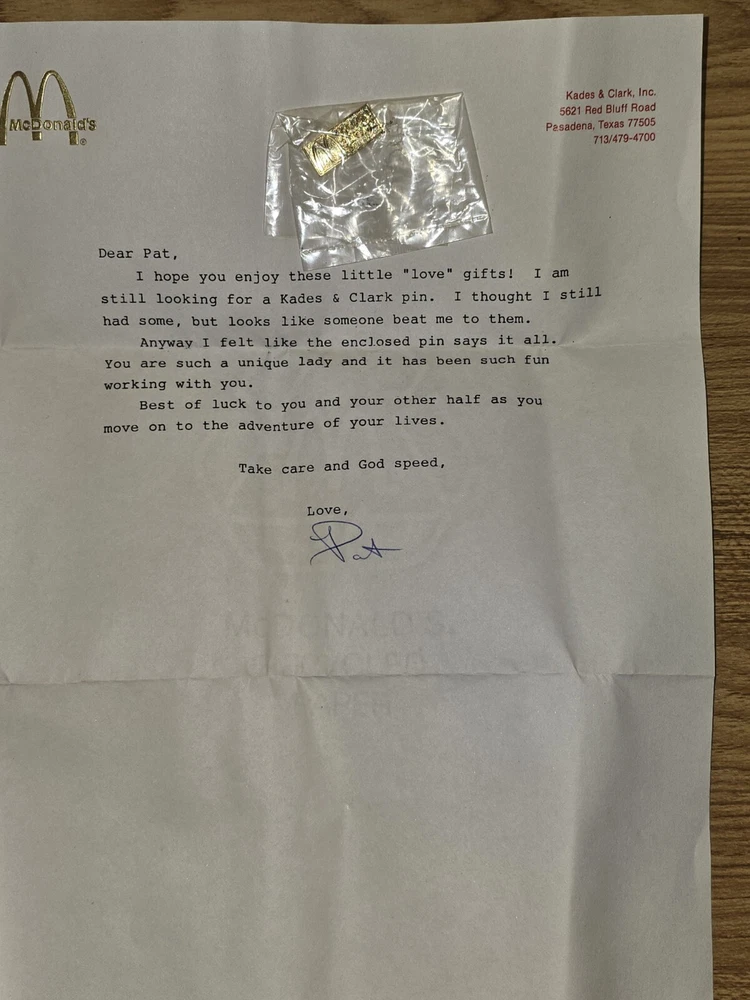 McDonald's®
Kades & Clark, Inc.
5621 Red Bluff Road
Pasadena, Texas 77505
713/479-4700
Dear Pat,
I hope you enjoy these little "love" gifts! I am
still looking for a Kades & Clark pin. I thought I still
had some, but looks like someone beat me to them.
Anyway I felt like the enclosed pin says it all.
You are such a unique lady and it has been such fun
working with you.
Best of luck to you and your other half as you
move on to the adventure of your lives.
Take care and God speed,
Love,
Pat
McDONALD'S